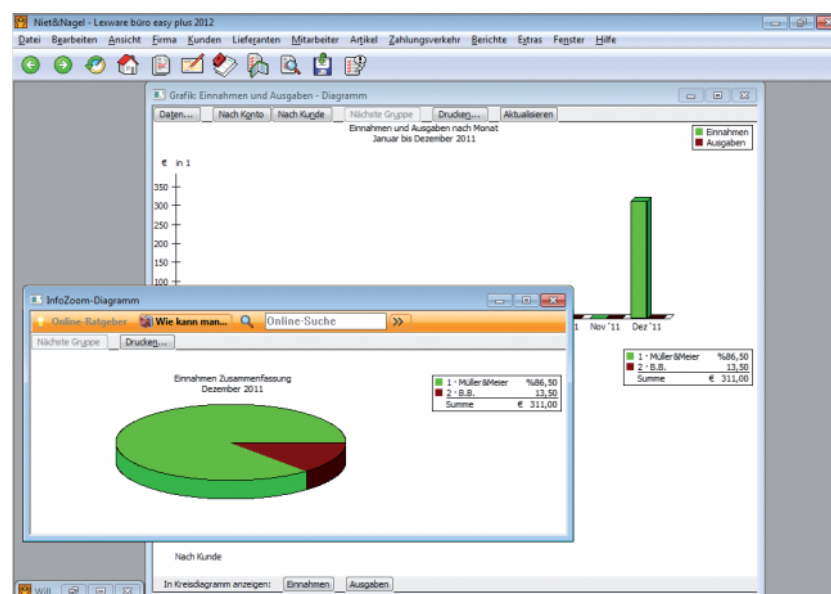 Niet&Nagel - Lexware büro easy plus 2012
Datei Bearbeiten Ansicht Firma Kunden Lieferanten Mitarbeiter Artikel Zahlungsverkehr Berichte Extras Fenster Hilfe
Grafik: Einnahmen und Ausgaben - Diagramm
Daten... Nach Konto Nach Kunde Nächste Gruppe Drucken... Aktualisieren
Einnahmen und Ausgaben nach Monat
Januar bis Dezember 2011
Einnahmen
Ausgaben
€ in 1
350
300
250
200
150
100
1 Nov '11 Dez '11
1 · Müller&Meier %86,50
2 · B.B. 13,50
Summe € 311,00
InfoZoom-Diagramm
Online-Ratgeber Wie kann man... Online-Suche >>
Nächste Gruppe Drucken...
Einnahmen Zusammenfassung
Dezember 2011
1 · Müller&Meier %86,50
2 · B.B. 13,50
Summe € 311,00
Nach Kunde
In Kreisdiagramm anzeigen: Einnahmen Ausgaben
Will...